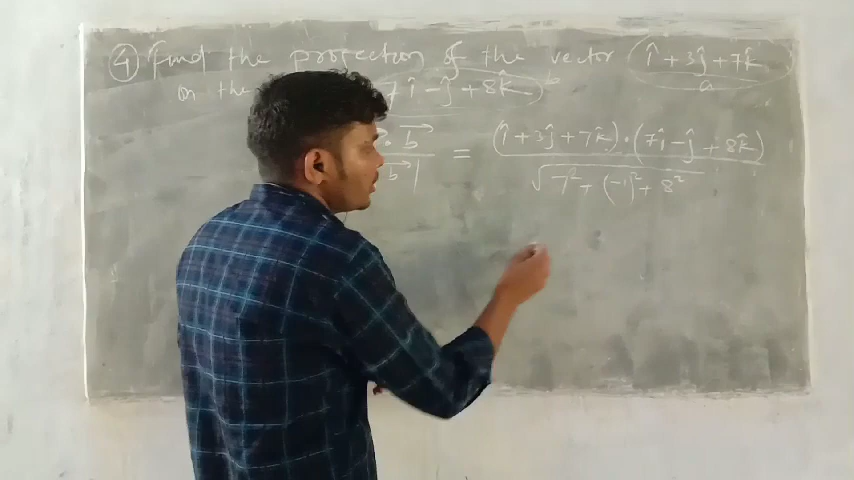 ④ Find the projection of the vector î + 3ĵ + 7k̂
on the 7î - ĵ + 8k̂ b
a
. b⃗ / |b⃗| = (î + 3ĵ + 7k̂) . (7î - ĵ + 8k̂)
√7² + (-1)² + 8²